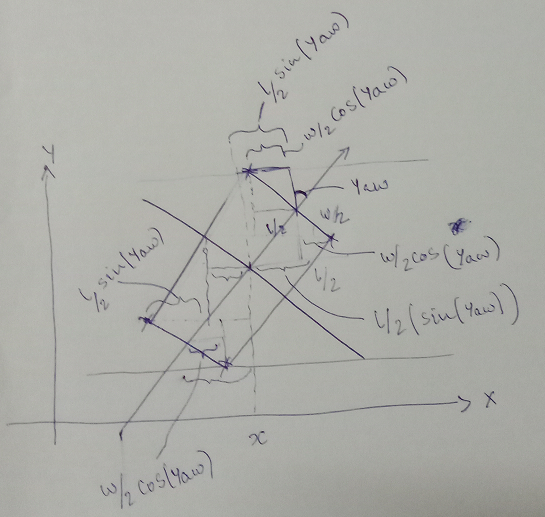 L/2 sin(Yaw)
w/2 cos(Yaw)
Y
Yaw
L/2
w/2
w/2 cos(Yaw)
L/2 sin(Yaw)
L/2
L/2(sin(Yaw))
X
x
w/2 cos(Yaw)